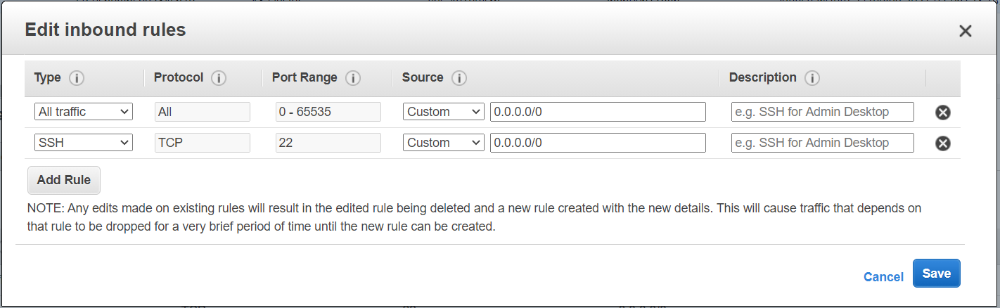 Edit inbound rules
Type Protocol Port Range Source Description
All traffic All 0 - 65535 Custom 0.0.0.0/0 e.g. SSH for Admin Desktop
SSH TCP 22 Custom 0.0.0.0/0 e.g. SSH for Admin Desktop
Add Rule
NOTE: Any edits made on existing rules will result in the edited rule being deleted and a new rule created with the new details. This will cause traffic that depends on
that rule to be dropped for a very brief period of time until the new rule can be created.
Cancel Save